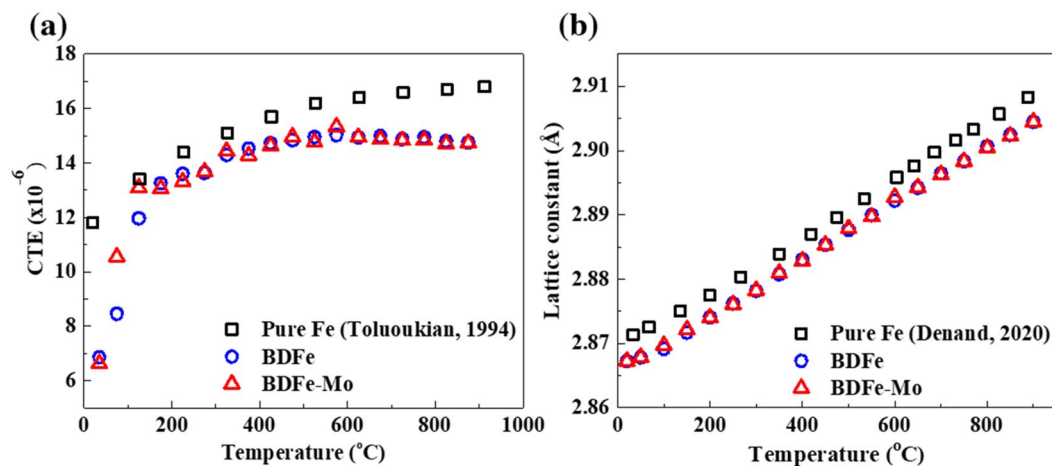 (a)
CTE (x10-6)
18
16
14
12
10
8
6
Pure Fe (Toluoukian, 1994)
BDFe
BDFe-Mo
0 200 400 600 800 1000
Temperature (oC)
(b)
Lattice constant (Å)
2.91
2.90
2.89
2.88
2.87
2.86
Pure Fe (Denand, 2020)
BDFe
BDFe-Mo
0 200 400 600 800
Temperature (oC)